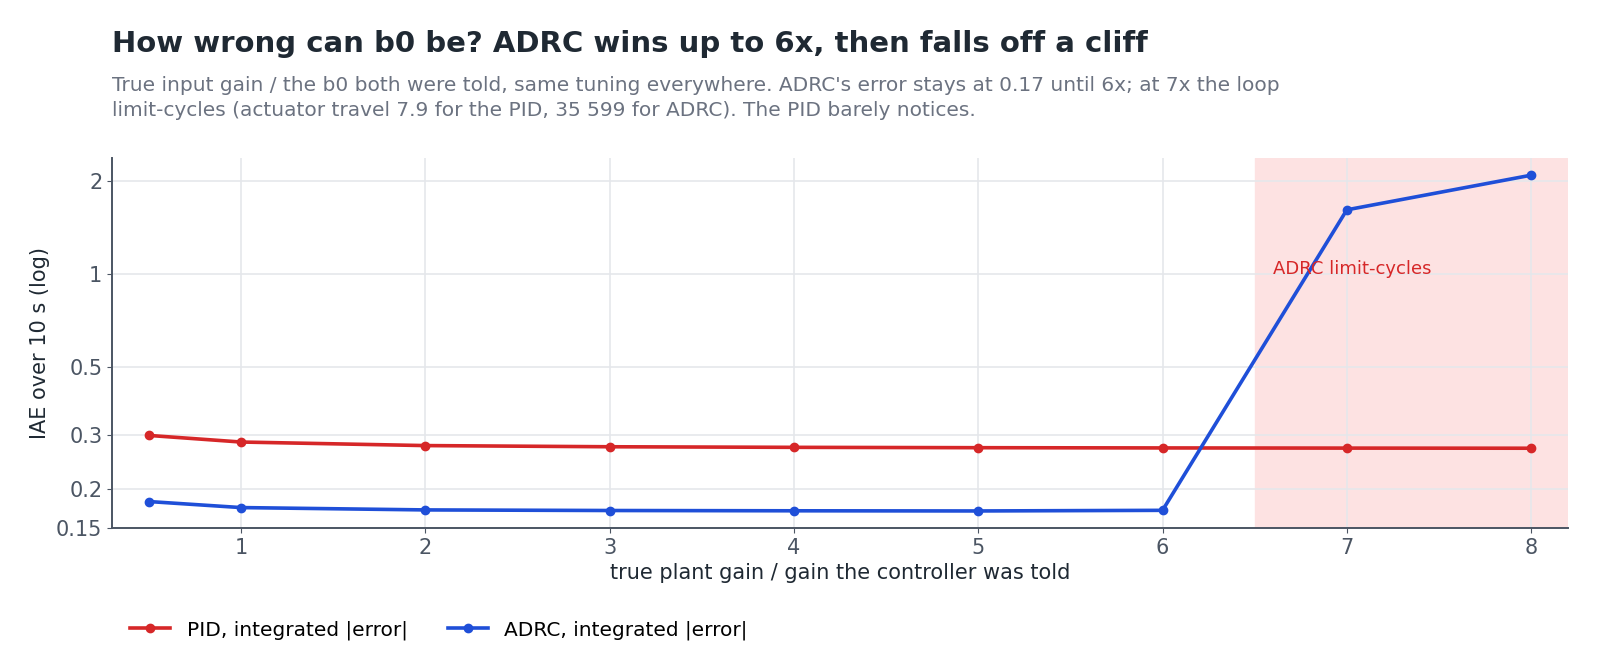 How wrong can b0 be? ADRC wins up to 6x, then falls off a cliff
True input gain / the b0 both were told, same tuning everywhere. ADRC's error stays at 0.17 until 6x; at 7x the loop
limit-cycles (actuator travel 7.9 for the PID, 35 599 for ADRC). The PID barely notices.
IAE over 10 s (log)
2
1
0.5
0.3
0.2
0.15
ADRC limit-cycles
1 2 3 4 5 6 7 8
true plant gain / gain the controller was told
PID, integrated |error| ADRC, integrated |error|